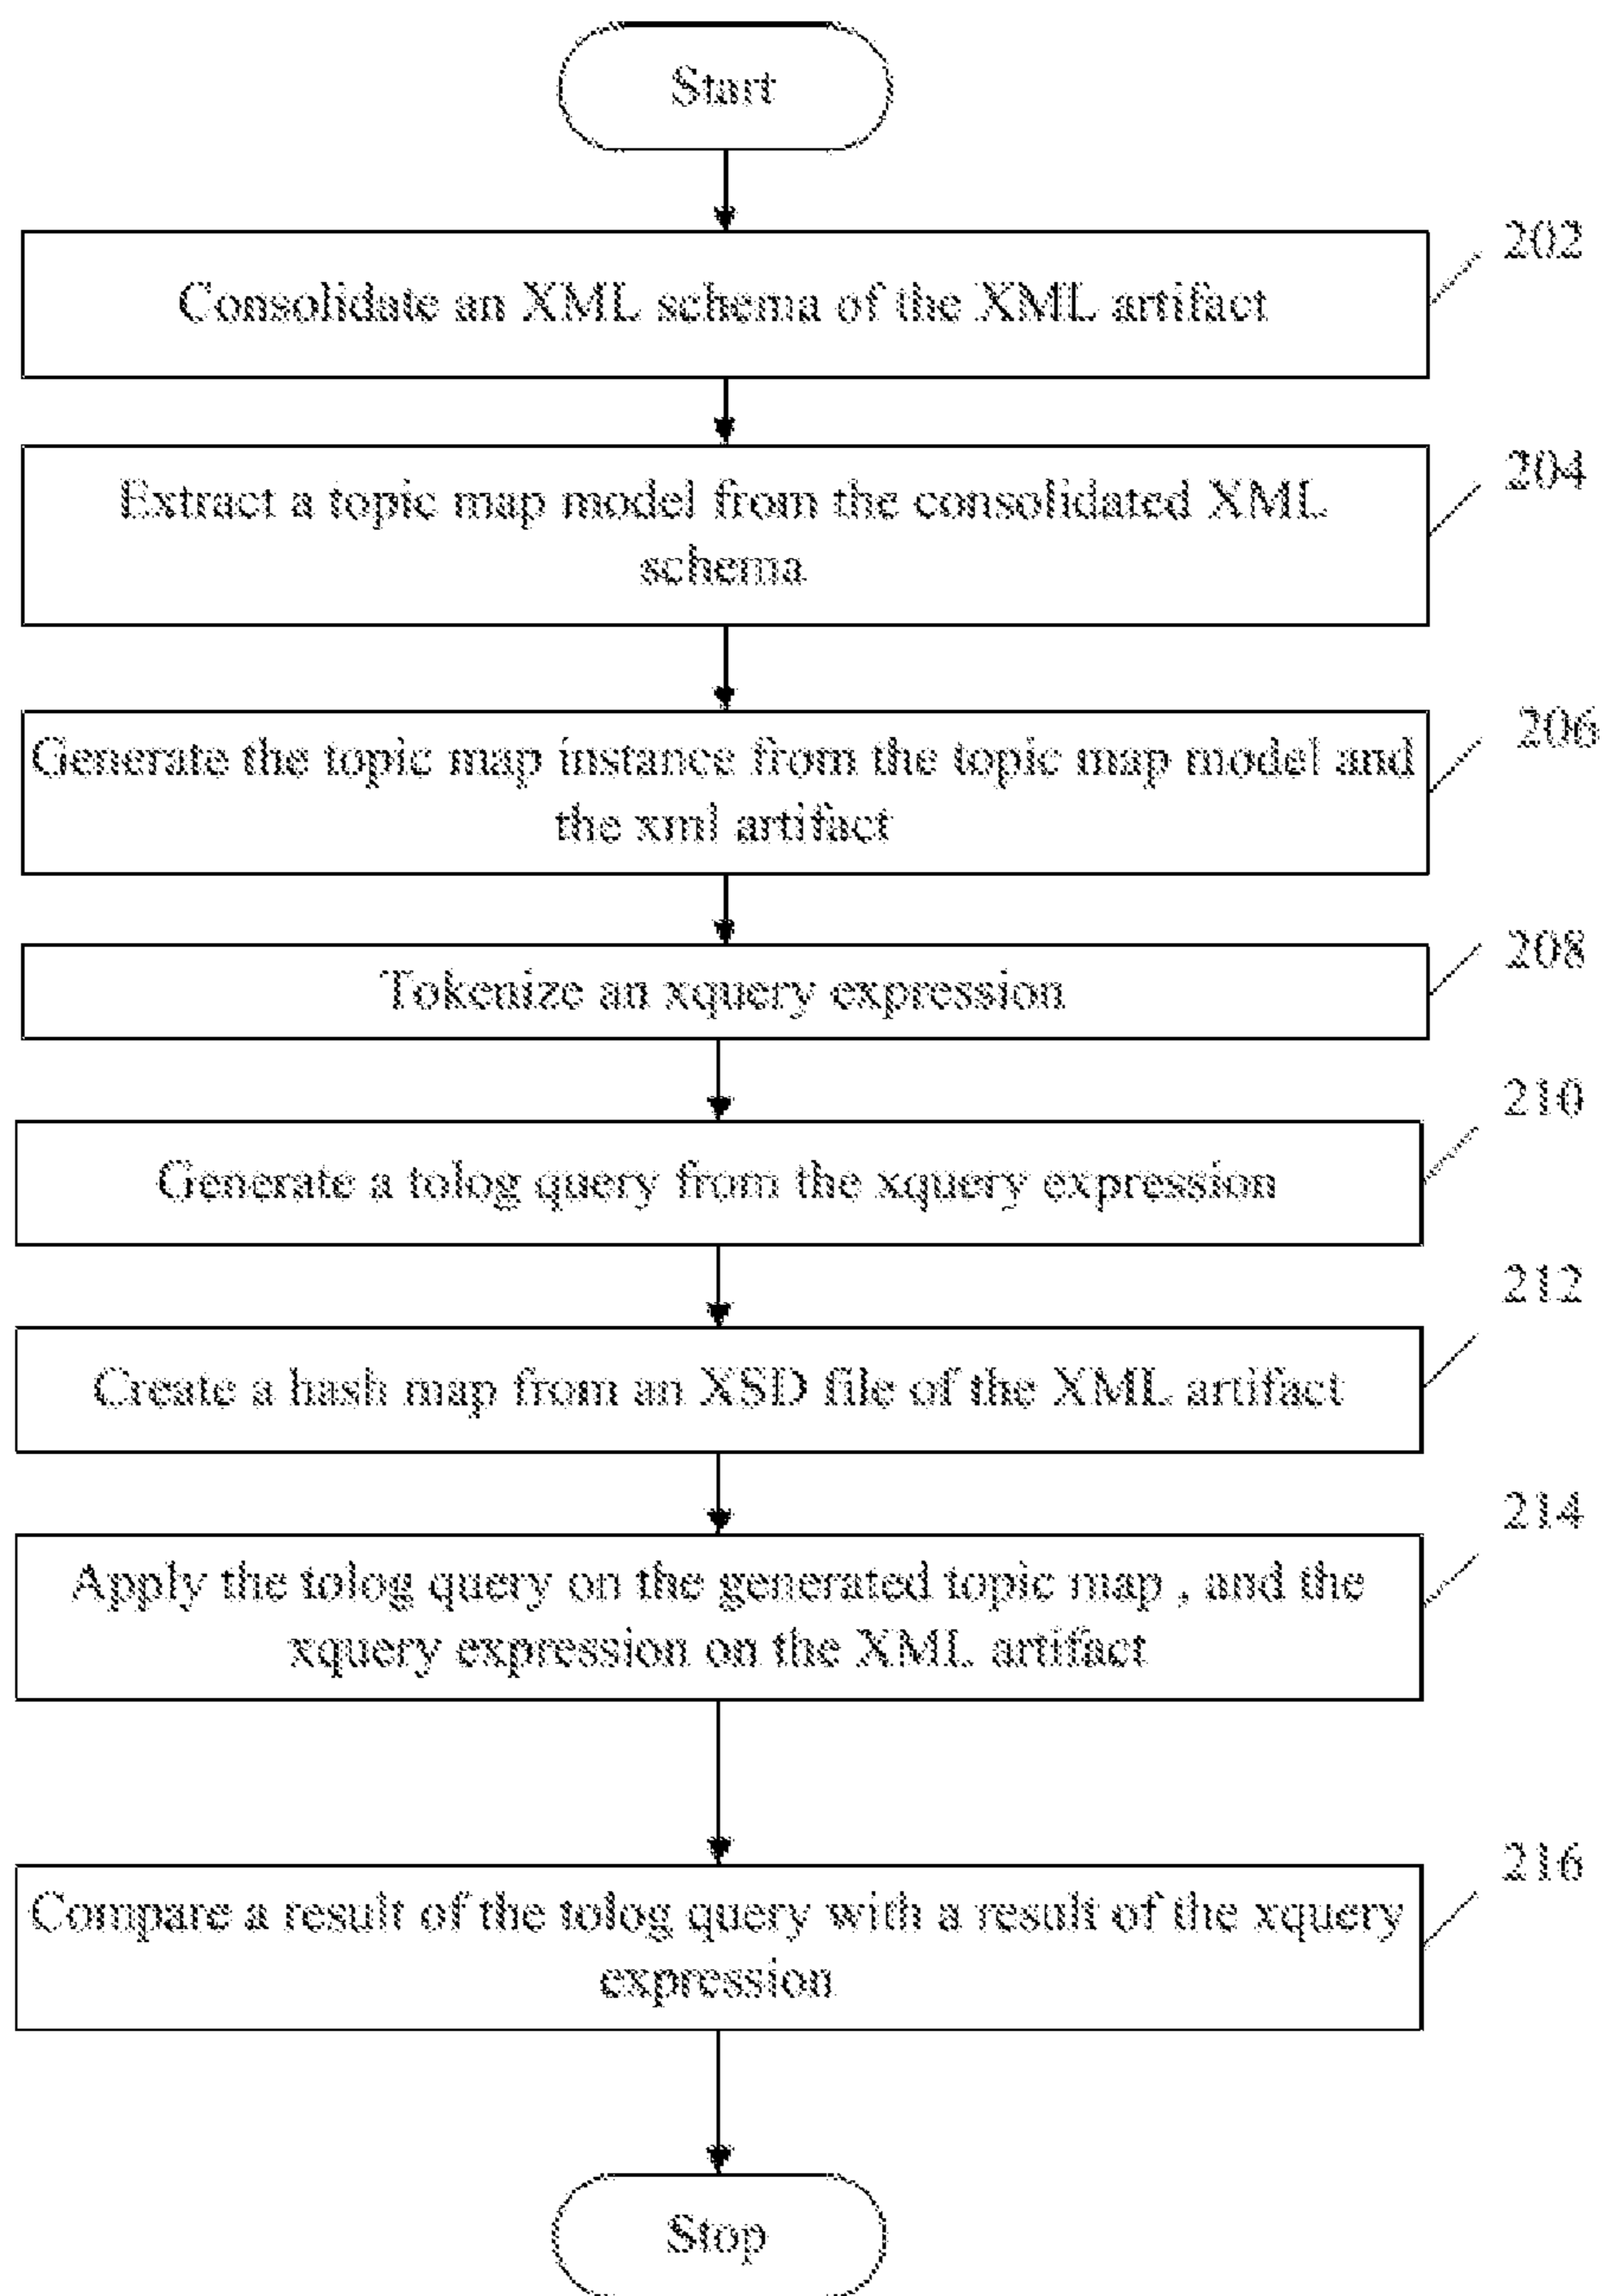 Start
202
Consolidate an XML schema of the XML artifact
204
Extract a topic map model from the consolidated XML
schema
206
Generate the topic map instance from the topic map model and
the xml artifact
208
Tokenize an xquery expression
210
Generate a tolog query from the xquery expression
212
Create a hash map from an XSD file of the XML artifact
214
Apply the tolog query on the generated topic map , and the
xquery expression on the XML artifact
216
Compare a result of the tolog query with a result of the xquery
expression
Stop